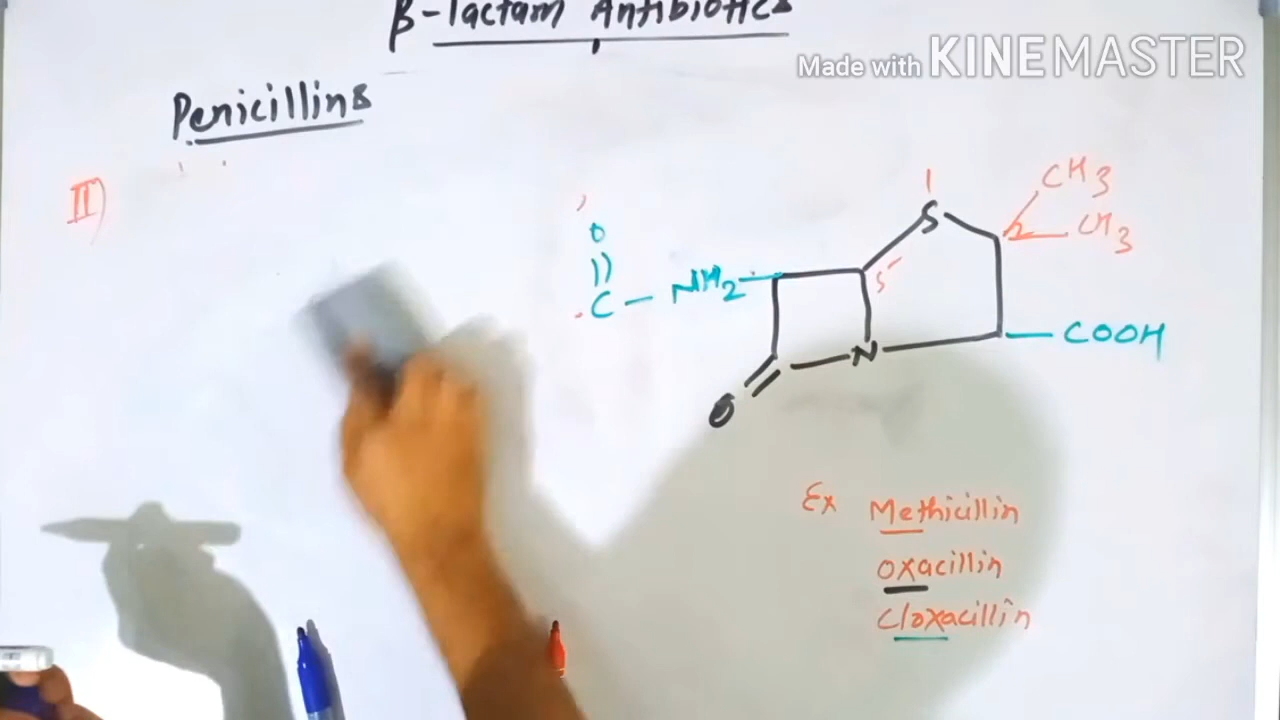 β-lactam Antibiotics
Made with KINEMASTER
Penicillins
II)
1
CH3
S
2
CH3
O
C - NH2
5
N
COOH
O
Ex Methicillin
oxacillin
Cloxacillin